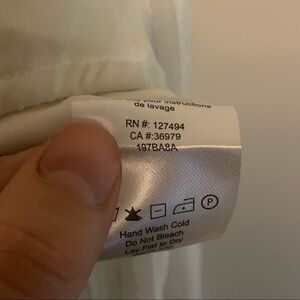 pour instructions
de lavage
RN #: 127494
CA #:36979
197BA8A
Hand Wash Cold
Do Not Bleach
Lay Flat to Dry